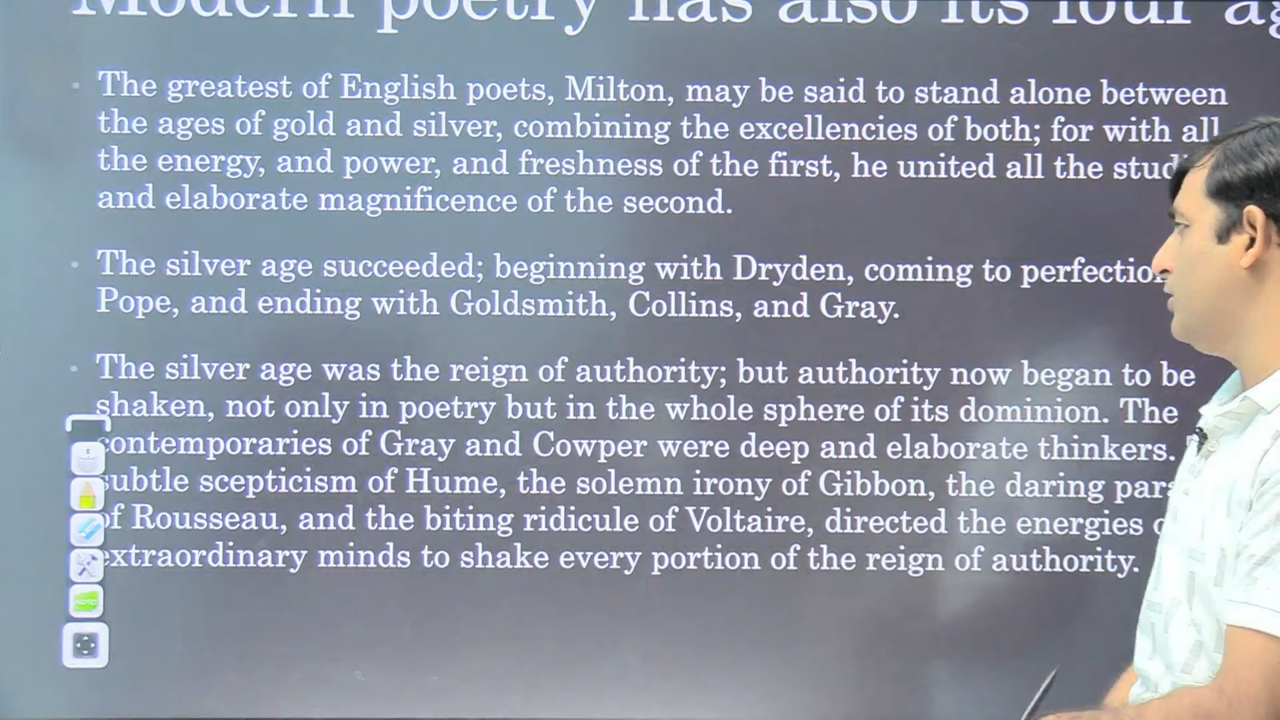 Modern poetry has also its four
The greatest of English poets, Milton, may be said to stand alone between
the ages of gold and silver, combining the excellencies of both; for with all
the energy, and power, and freshness of the first, he united all the
and elaborate magnificence of the second.
The silver age succeeded; beginning with Dryden, coming to
Pope, and ending with Goldsmith, Collins, and Gray.
The silver age was the reign of authority; but authority now began to be
shaken, not only in poetry but in the whole sphere of its dominion. The
contemporaries of Gray and Cowper were deep and elaborate thinkers.
subtle scepticism of Hume, the solemn irony of Gibbon, the daring
of Rousseau, and the biting ridicule of Voltaire, directed the energies
extraordinary minds to shake every portion of the reign of authority.